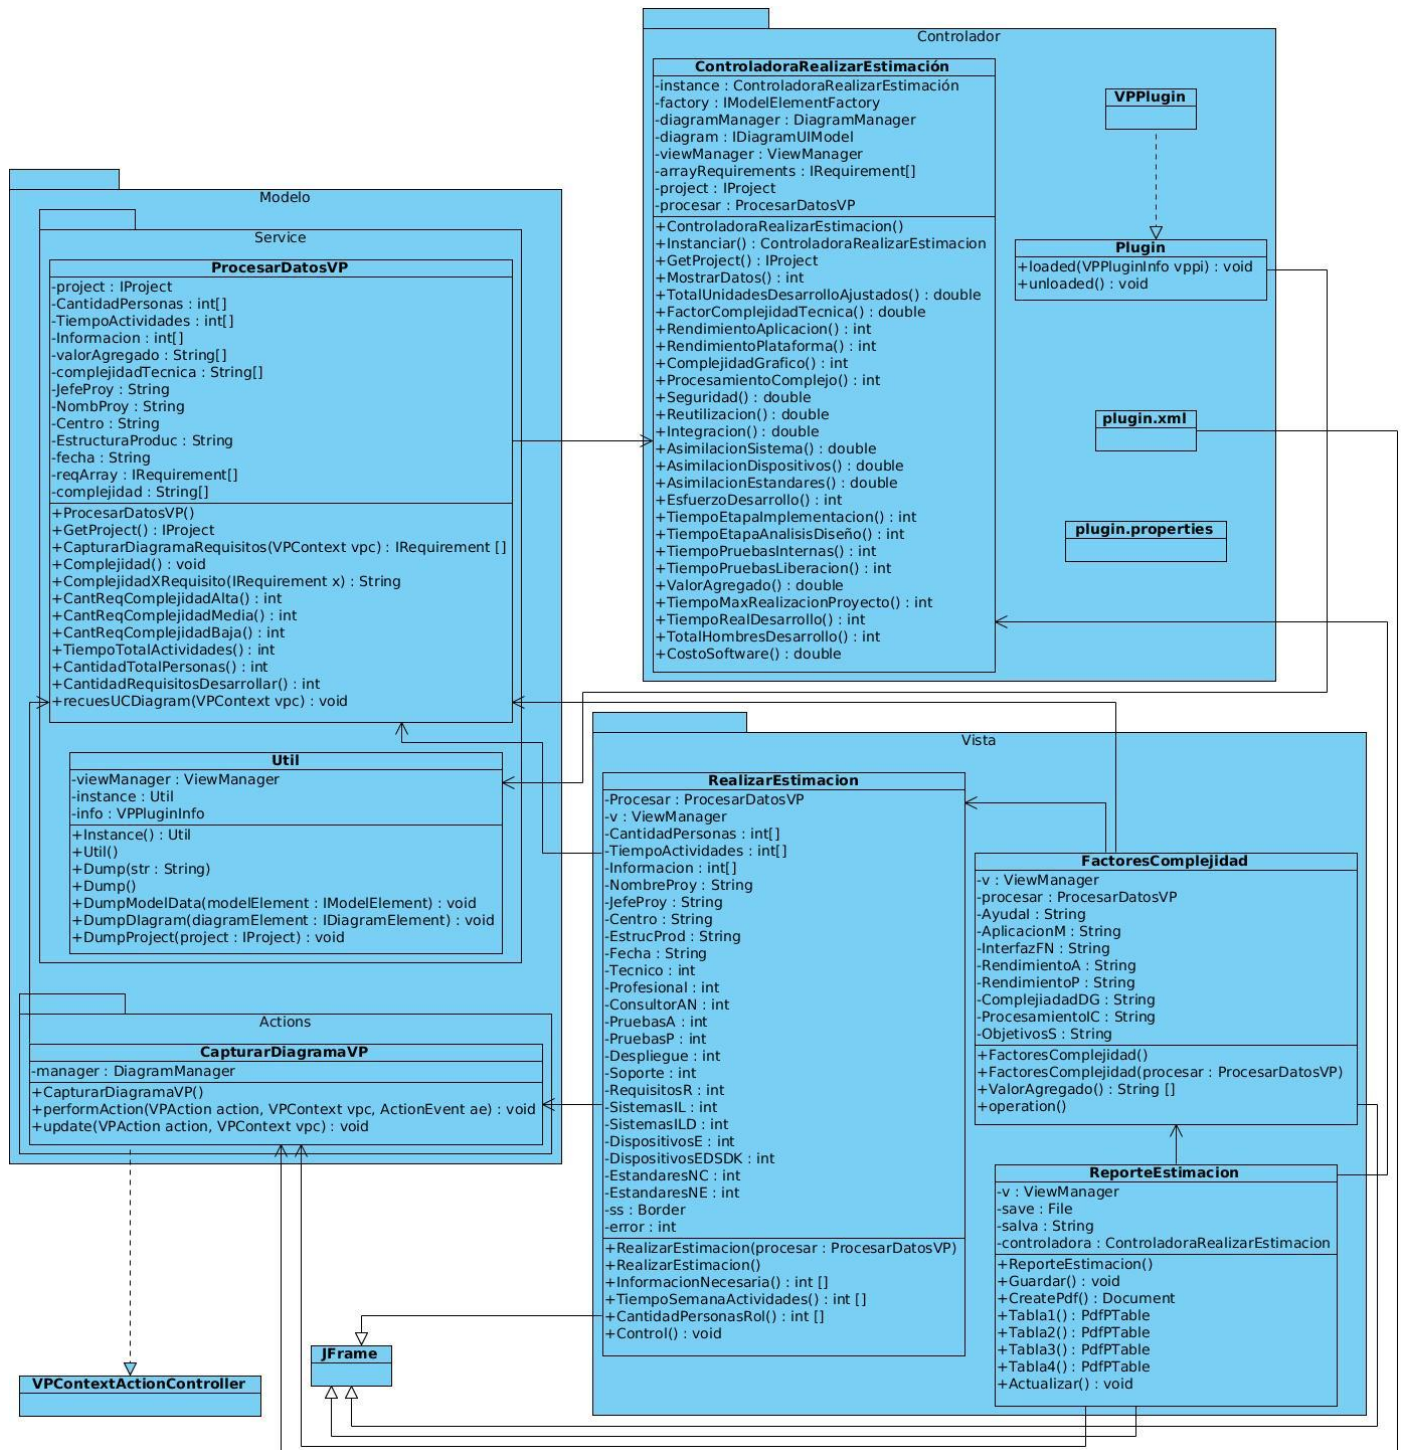 Controlador
ControladoraRealizarEstimación
-instance : ControladoraRealizarEstimación
-factory : IModelElementFactory
-diagramManager : DiagramManager
-diagram : IDiagramUIModel
-viewManager : ViewManager
-arrayRequirements : IRequirement[]
-project : IProject
-procesar : ProcesarDatosVP
+ControladoraRealizarEstimacion()
+Instanciar() : ControladoraRealizarEstimacion
+GetProject() : IProject
+MostrarDatos() : int
+TotalUnidadesDesarrolloAjustados() : double
+FactorComplejidadTecnica() : double
+RendimientoAplicacion() : int
+RendimientoPlataforma() : int
+ComplejidadGrafico() : int
+ProcesamientoComplejo() : int
+Seguridad() : double
+Reutilizacion() : double
+Integracion() : double
+AsimilacionSistema() : double
+AsimilacionDispositivos() : double
+AsimilacionEstandares() : double
+EsfuerzoDesarrollo() : int
+TiempoEtapaImplementacion() : int
+TiempoEtapaAnalisisDiseño() : int
+TiempoPruebasInternas() : int
+TiempoPruebasLiberacion() : int
+ValorAgregado() : double
+TiempoMaxRealizacionProyecto() : int
+TiempoRealDesarrollo() : int
+TotalHombresDesarrollo() : int
+CostoSoftware() : double
VPPlugin
Plugin
+loaded(VPPluginInfo vppi) : void
+unloaded() : void
plugin.xml
plugin.properties
Modelo
Service
ProcesarDatosVP
-project : IProject
-CantidadPersonas : int[]
-TiempoActividades : int[]
-Informacion : int[]
-valorAgregado : String[]
-complejidadTecnica : String[]
-JefeProy : String
-NombProy : String
-Centro : String
-EstructuraProduc : String
-fecha : String
-reqArray : IRequirement[]
-complejidad : String[]
+ProcesarDatosVP()
+GetProject() : IProject
+CapturarDiagramaRequisitos(VPContext vpc) : IRequirement []
+Complejidad() : void
+ComplejidadXRequisito(IRequirement x) : String
+CantReqComplejidadAlta() : int
+CantReqComplejidadMedia() : int
+CantReqComplejidadBaja() : int
+TiempoTotalActividades() : int
+CantidadTotalPersonas() : int
+CantidadRequisitosDesarrollar() : int
+recuesUCDiagram(VPContext vpc) : void
Util
-viewManager : ViewManager
-instance : Util
-info : VPPluginInfo
+Instance() : Util
+Util()
+Dump(str : String)
+Dump()
+DumpModelData(modelElement : IModelElement) : void
+DumpDIagram(diagramElement : IDiagramElement) : void
+DumpProject(project : IProject) : void
Actions
CapturarDiagramaVP
-manager : DiagramManager
+CapturarDiagramaVP()
+performAction(VPAction action, VPContext vpc, ActionEvent ae) : void
+update(VPAction action, VPContext vpc) : void
VPContextActionController
JFrame
Vista
RealizarEstimacion
-Procesar : ProcesarDatosVP
-v : ViewManager
-CantidadPersonas : int[]
-TiempoActividades : int[]
-Informacion : int[]
-NombreProy : String
-JefeProy : String
-Centro : String
-EstrucProd : String
-Fecha : String
-Tecnico : int
-Profesional : int
-ConsultorAN : int
-PruebasA : int
-PruebasP : int
-Despliegue : int
-Soporte : int
-RequisitosR : int
-SistemasIL : int
-SistemasILD : int
-DispositivosE : int
-DispositivosEDSDK : int
-EstandaresNC : int
-EstandaresNE : int
-ss : Border
-error : int
+RealizarEstimacion(procesar : ProcesarDatosVP)
+RealizarEstimacion()
+InformacionNecesaria() : int []
+TiempoSemanaActividades() : int []
+CantidadPersonasRol() : int []
+Control() : void
FactoresComplejidad
-v : ViewManager
-procesar : ProcesarDatosVP
-AyudaI : String
-AplicacionM : String
-InterfazFN : String
-RendimientoA : String
-RendimientoP : String
-ComplejiadadDG : String
-ProcesamientoIC : String
-ObjetivosS : String
+FactoresComplejidad()
+FactoresComplejidad(procesar : ProcesarDatosVP)
+ValorAgregado() : String []
+operation()
ReporteEstimacion
-v : ViewManager
-save : File
-salva : String
-controladora : ControladoraRealizarEstimacion
+ReporteEstimacion()
+Guardar() : void
+CreatePdf() : Document
+Tabla1() : PdfPTable
+Tabla2() : PdfPTable
+Tabla3() : PdfPTable
+Tabla4() : PdfPTable
+Actualizar() : void